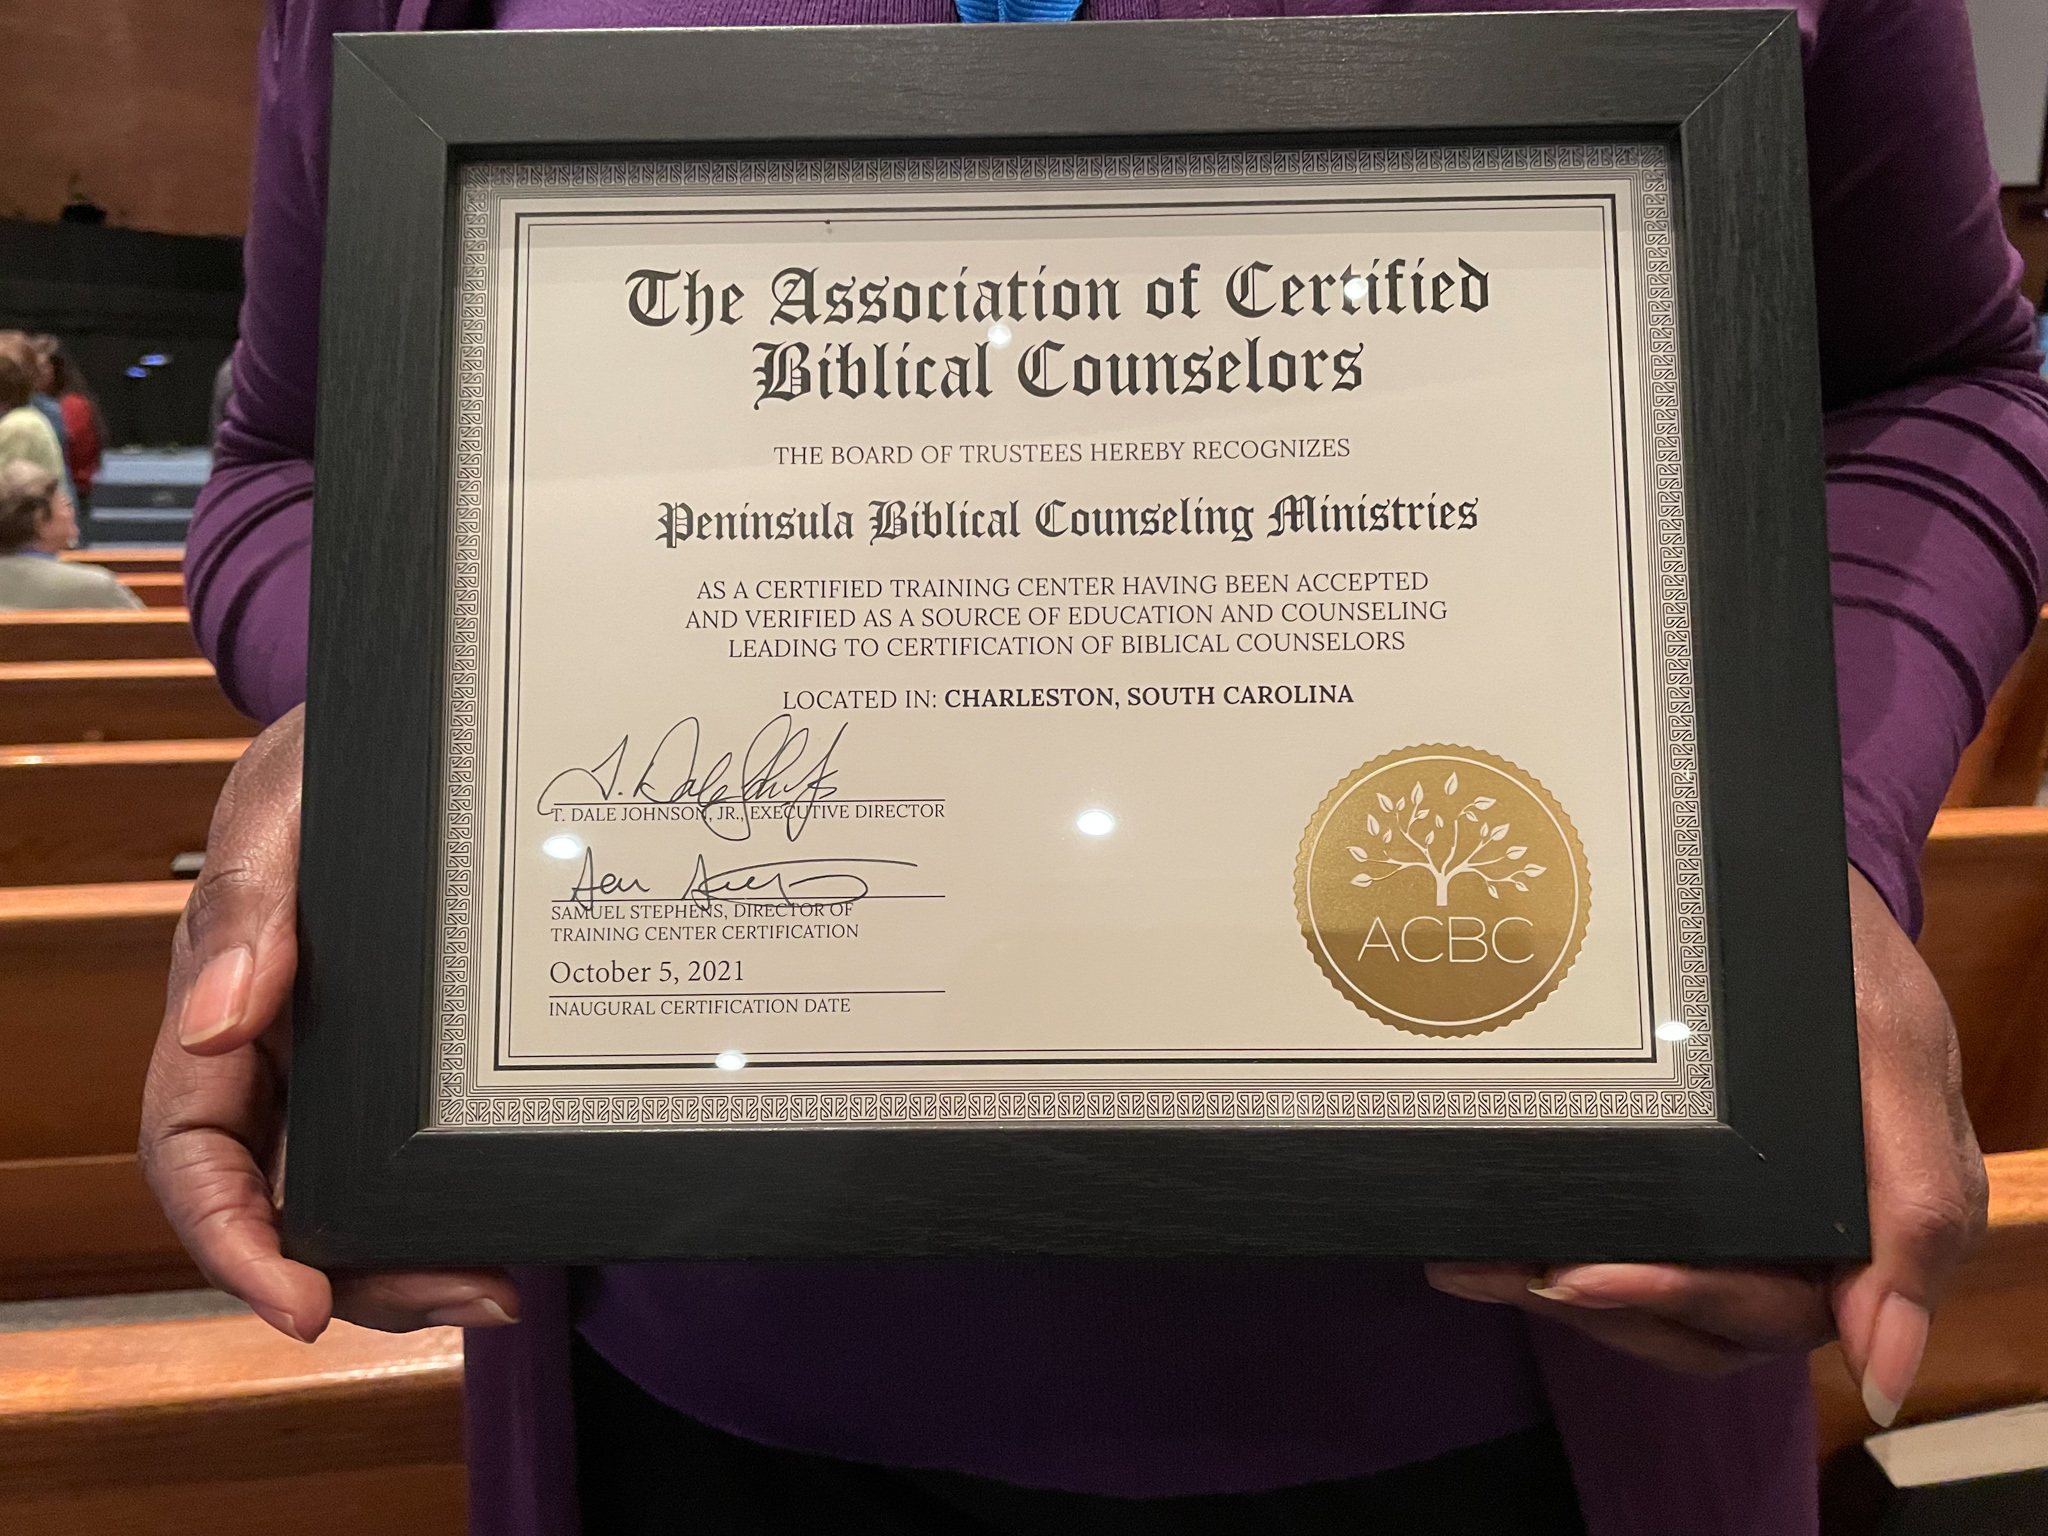 The Association of Certified
Biblical Counselors
THE BOARD OF TRUSTEES HEREBY RECOGNIZES
Peninsula Biblical Counseling Ministries
AS A CERTIFIED TRAINING CENTER HAVING BEEN ACCEPTED
AND VERIFIED AS A SOURCE OF EDUCATION AND COUNSELING
LEADING TO CERTIFICATION OF BIBLICAL COUNSELORS
LOCATED IN: CHARLESTON, SOUTH CAROLINA
T. DALE JOHNSON, JR., EXECUTIVE DIRECTOR
SAMUEL STEPHENS, DIRECTOR OF
TRAINING CENTER CERTIFICATION
October 5, 2021
INAUGURAL CERTIFICATION DATE
ACBC